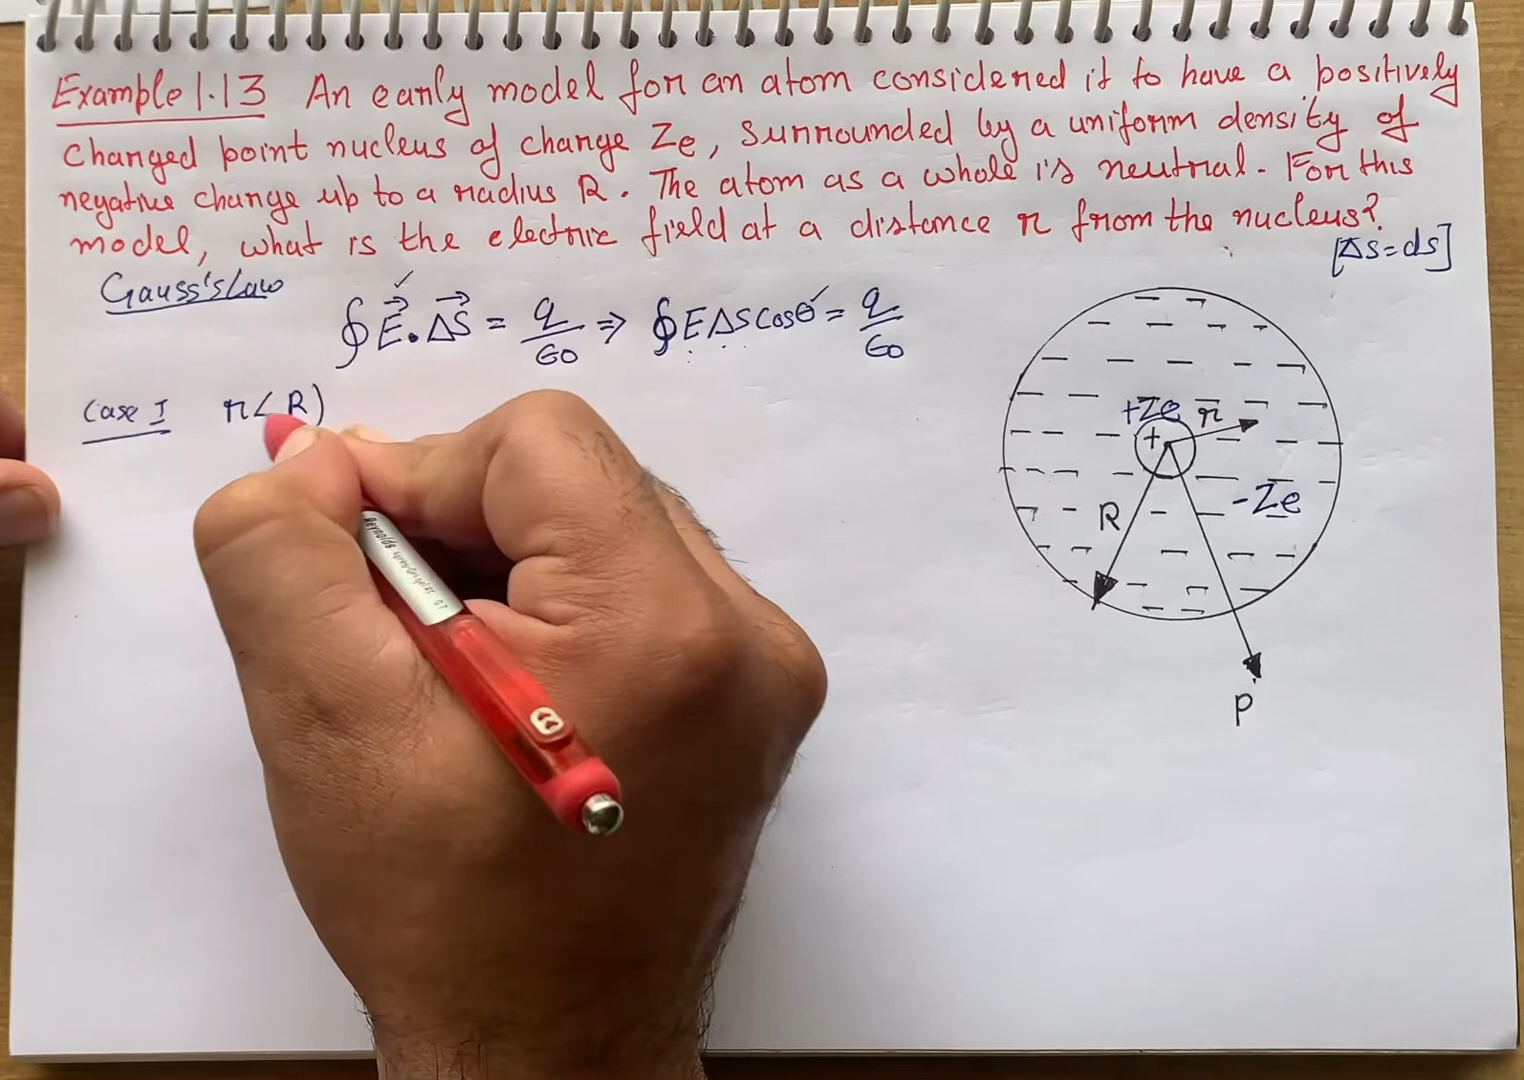 Example 1.13 An early model for an atom considered it to have a positively
charged point nucleus of charge Ze, surrounded by a uniform density of
negative charge up to a radius R. The atom as a whole is neutral. For this
model, what is the electric field at a distance r from the nucleus?
[ΔS=ds]
Gauss's Law
∮E⃗.ΔS⃗ = q/ε0 ⇒ ∮EΔS cosθ = q/ε0
Case I r<R)
+Ze r
+
-Ze
R
P
Reynolds